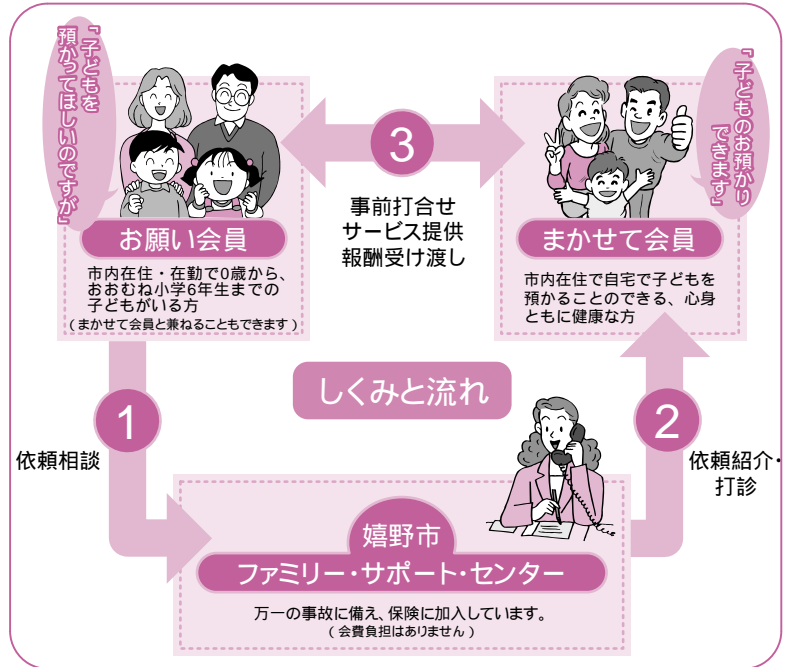 「子どもを
預かってほしいのですが」
「子どものお預かり
できます」
お願い会員
市内在住・在勤で0歳から、
おおむね小学6年生までの
子どもがいる方
(まかせて会員と兼ねることもできます)
3
事前打合せ
サービス提供
報酬受け渡し
まかせて会員
市内在住で自宅で子どもを
預かることのできる、心身
ともに健康な方
しくみと流れ
1
依頼相談
2
依頼紹介・
打診
嬉野市
ファミリー・サポート・センター
万一の事故に備え、保険に加入しています。
(会費負担はありません)